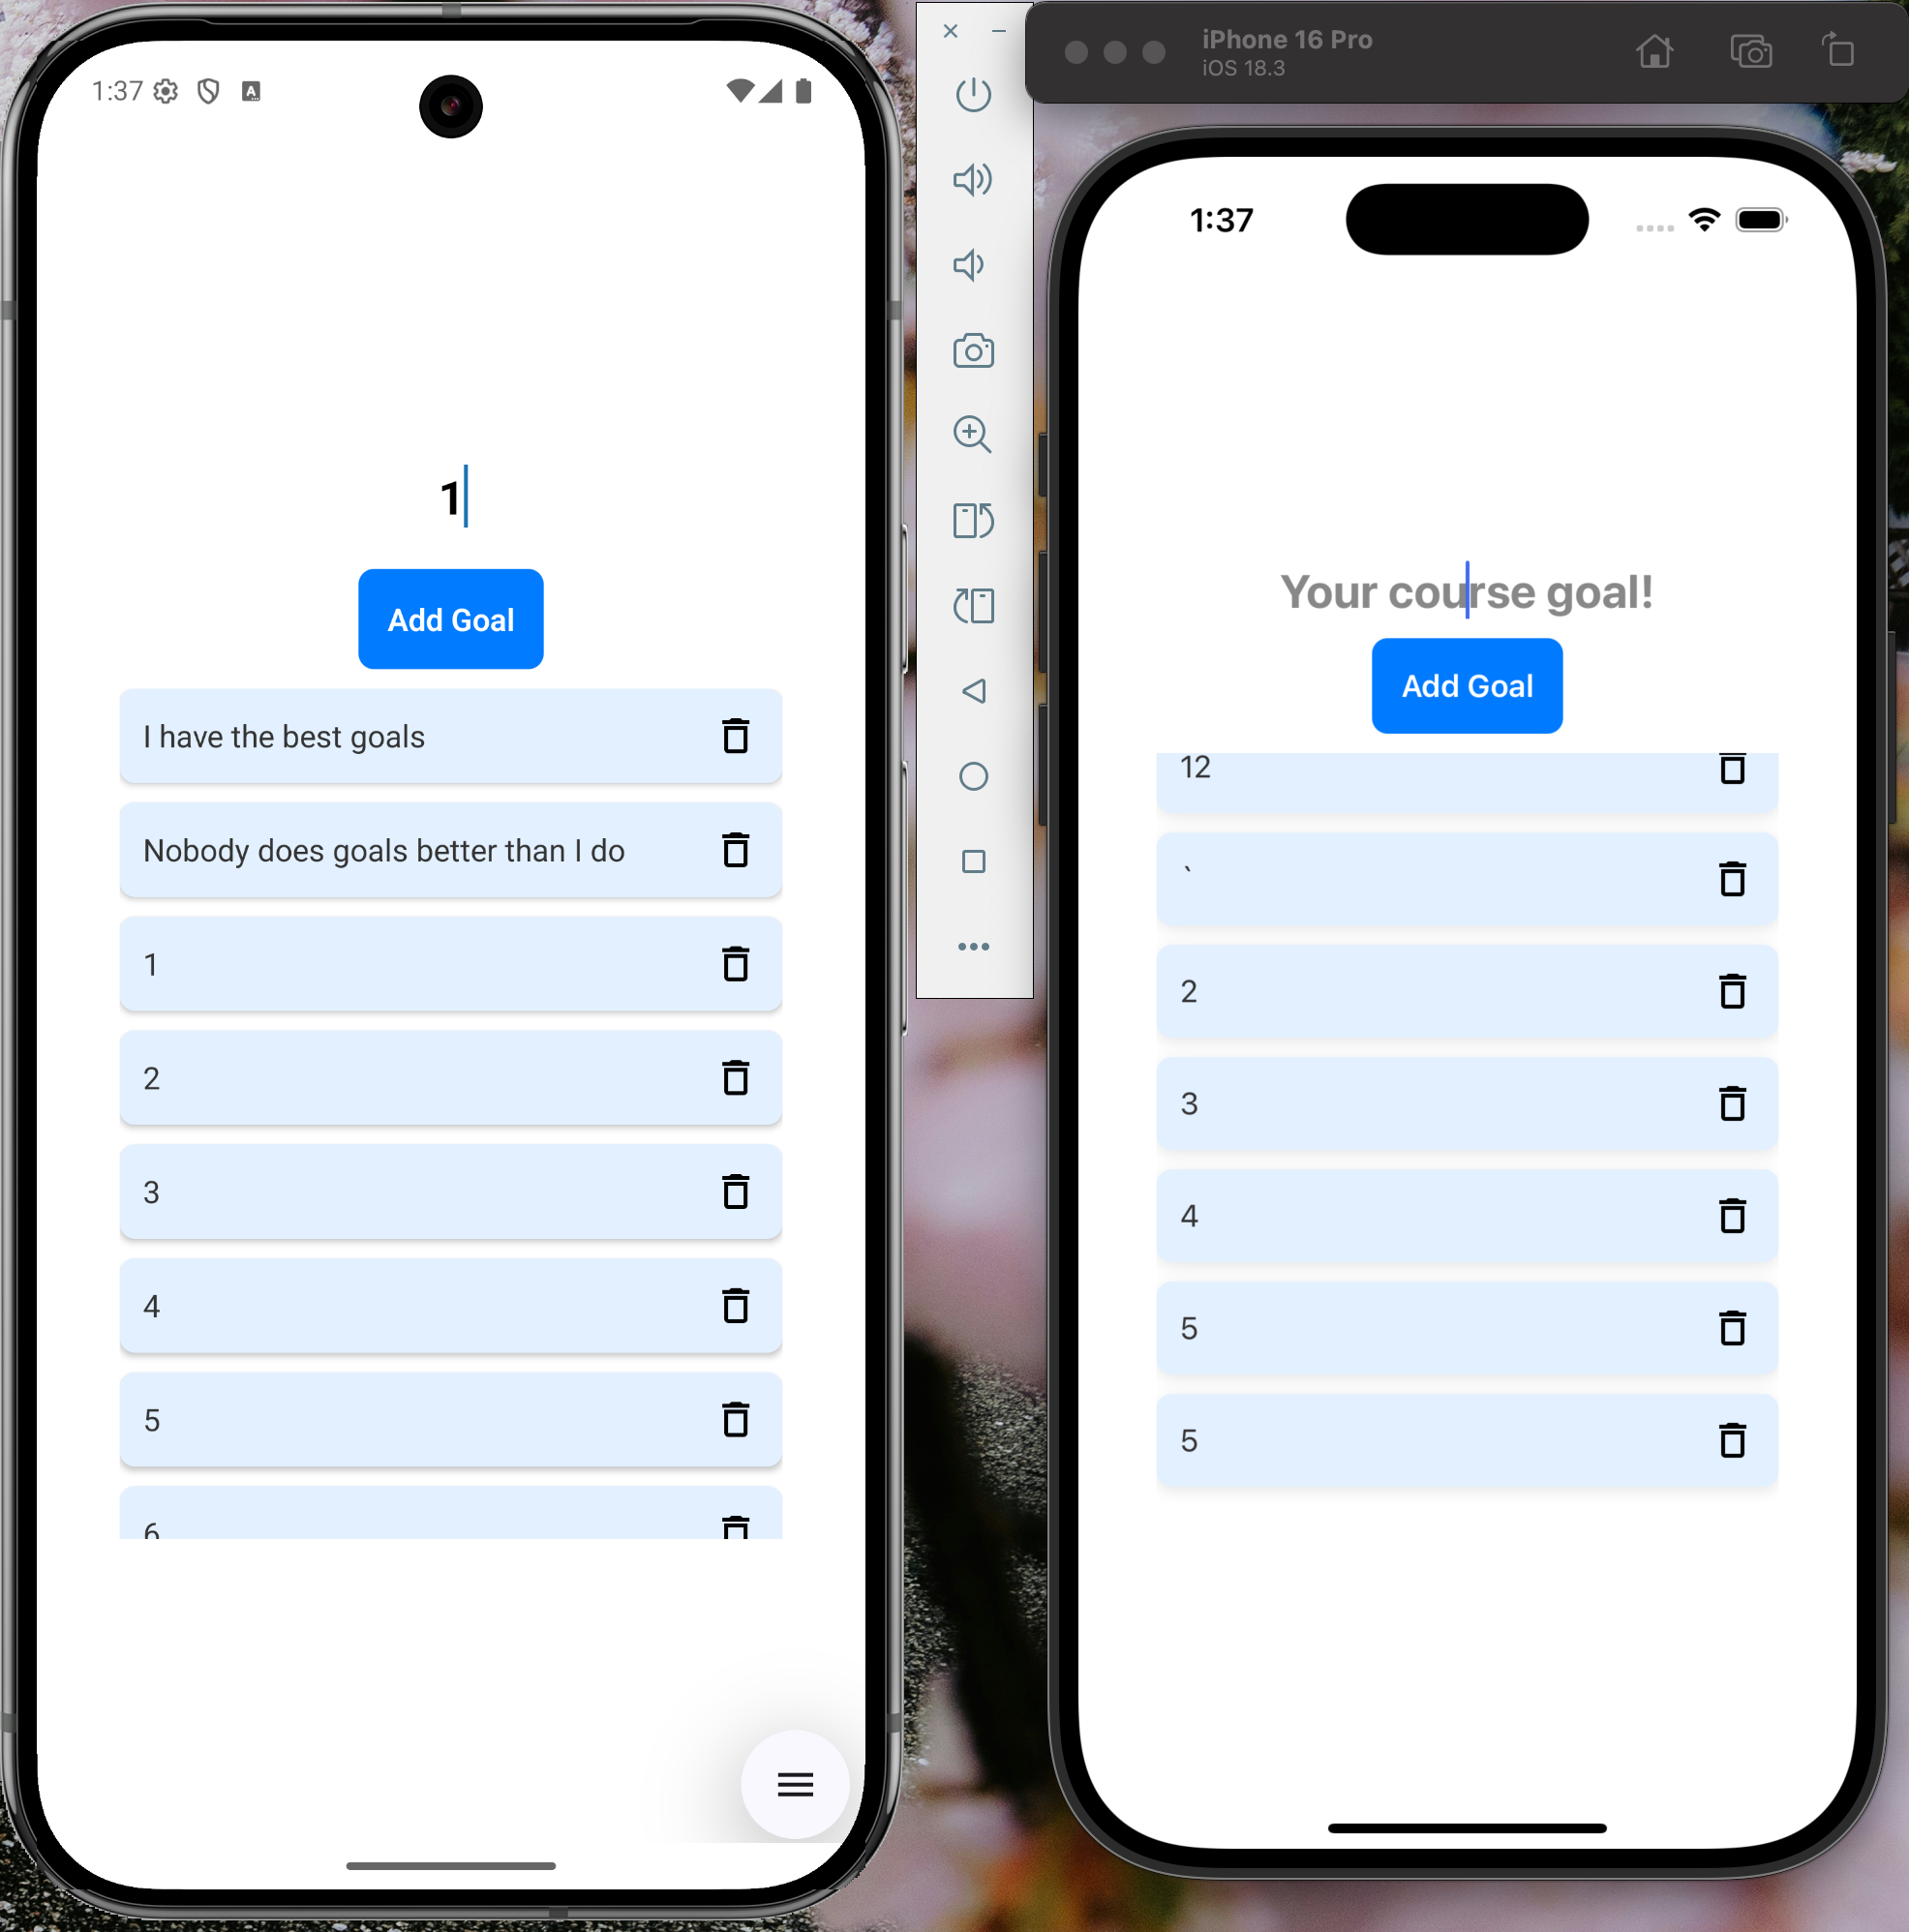 1:37
A
1
Add Goal
I have the best goals
Nobody does goals better than I do
1
2
3
4
5
6
iPhone 16 Pro
iOS 18.3
1:37
Your course goal!
Add Goal
12
`
2
3
4
5
5